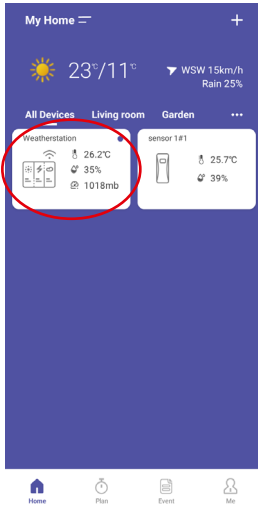 My Home
+
23℃/11℃
WSW 15km/h
Rain 25%
All Devices Living room Garden ...
Weatherstation
26.2℃
35%
1018mb
sensor 1#1
25.7℃
39%
Home Plan Event Me